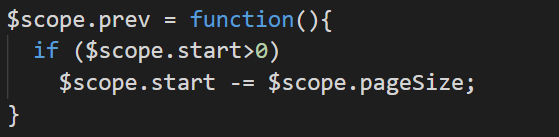 $scope.prev = function(){
  if ($scope.start>0)
    $scope.start -= $scope.pageSize;
}